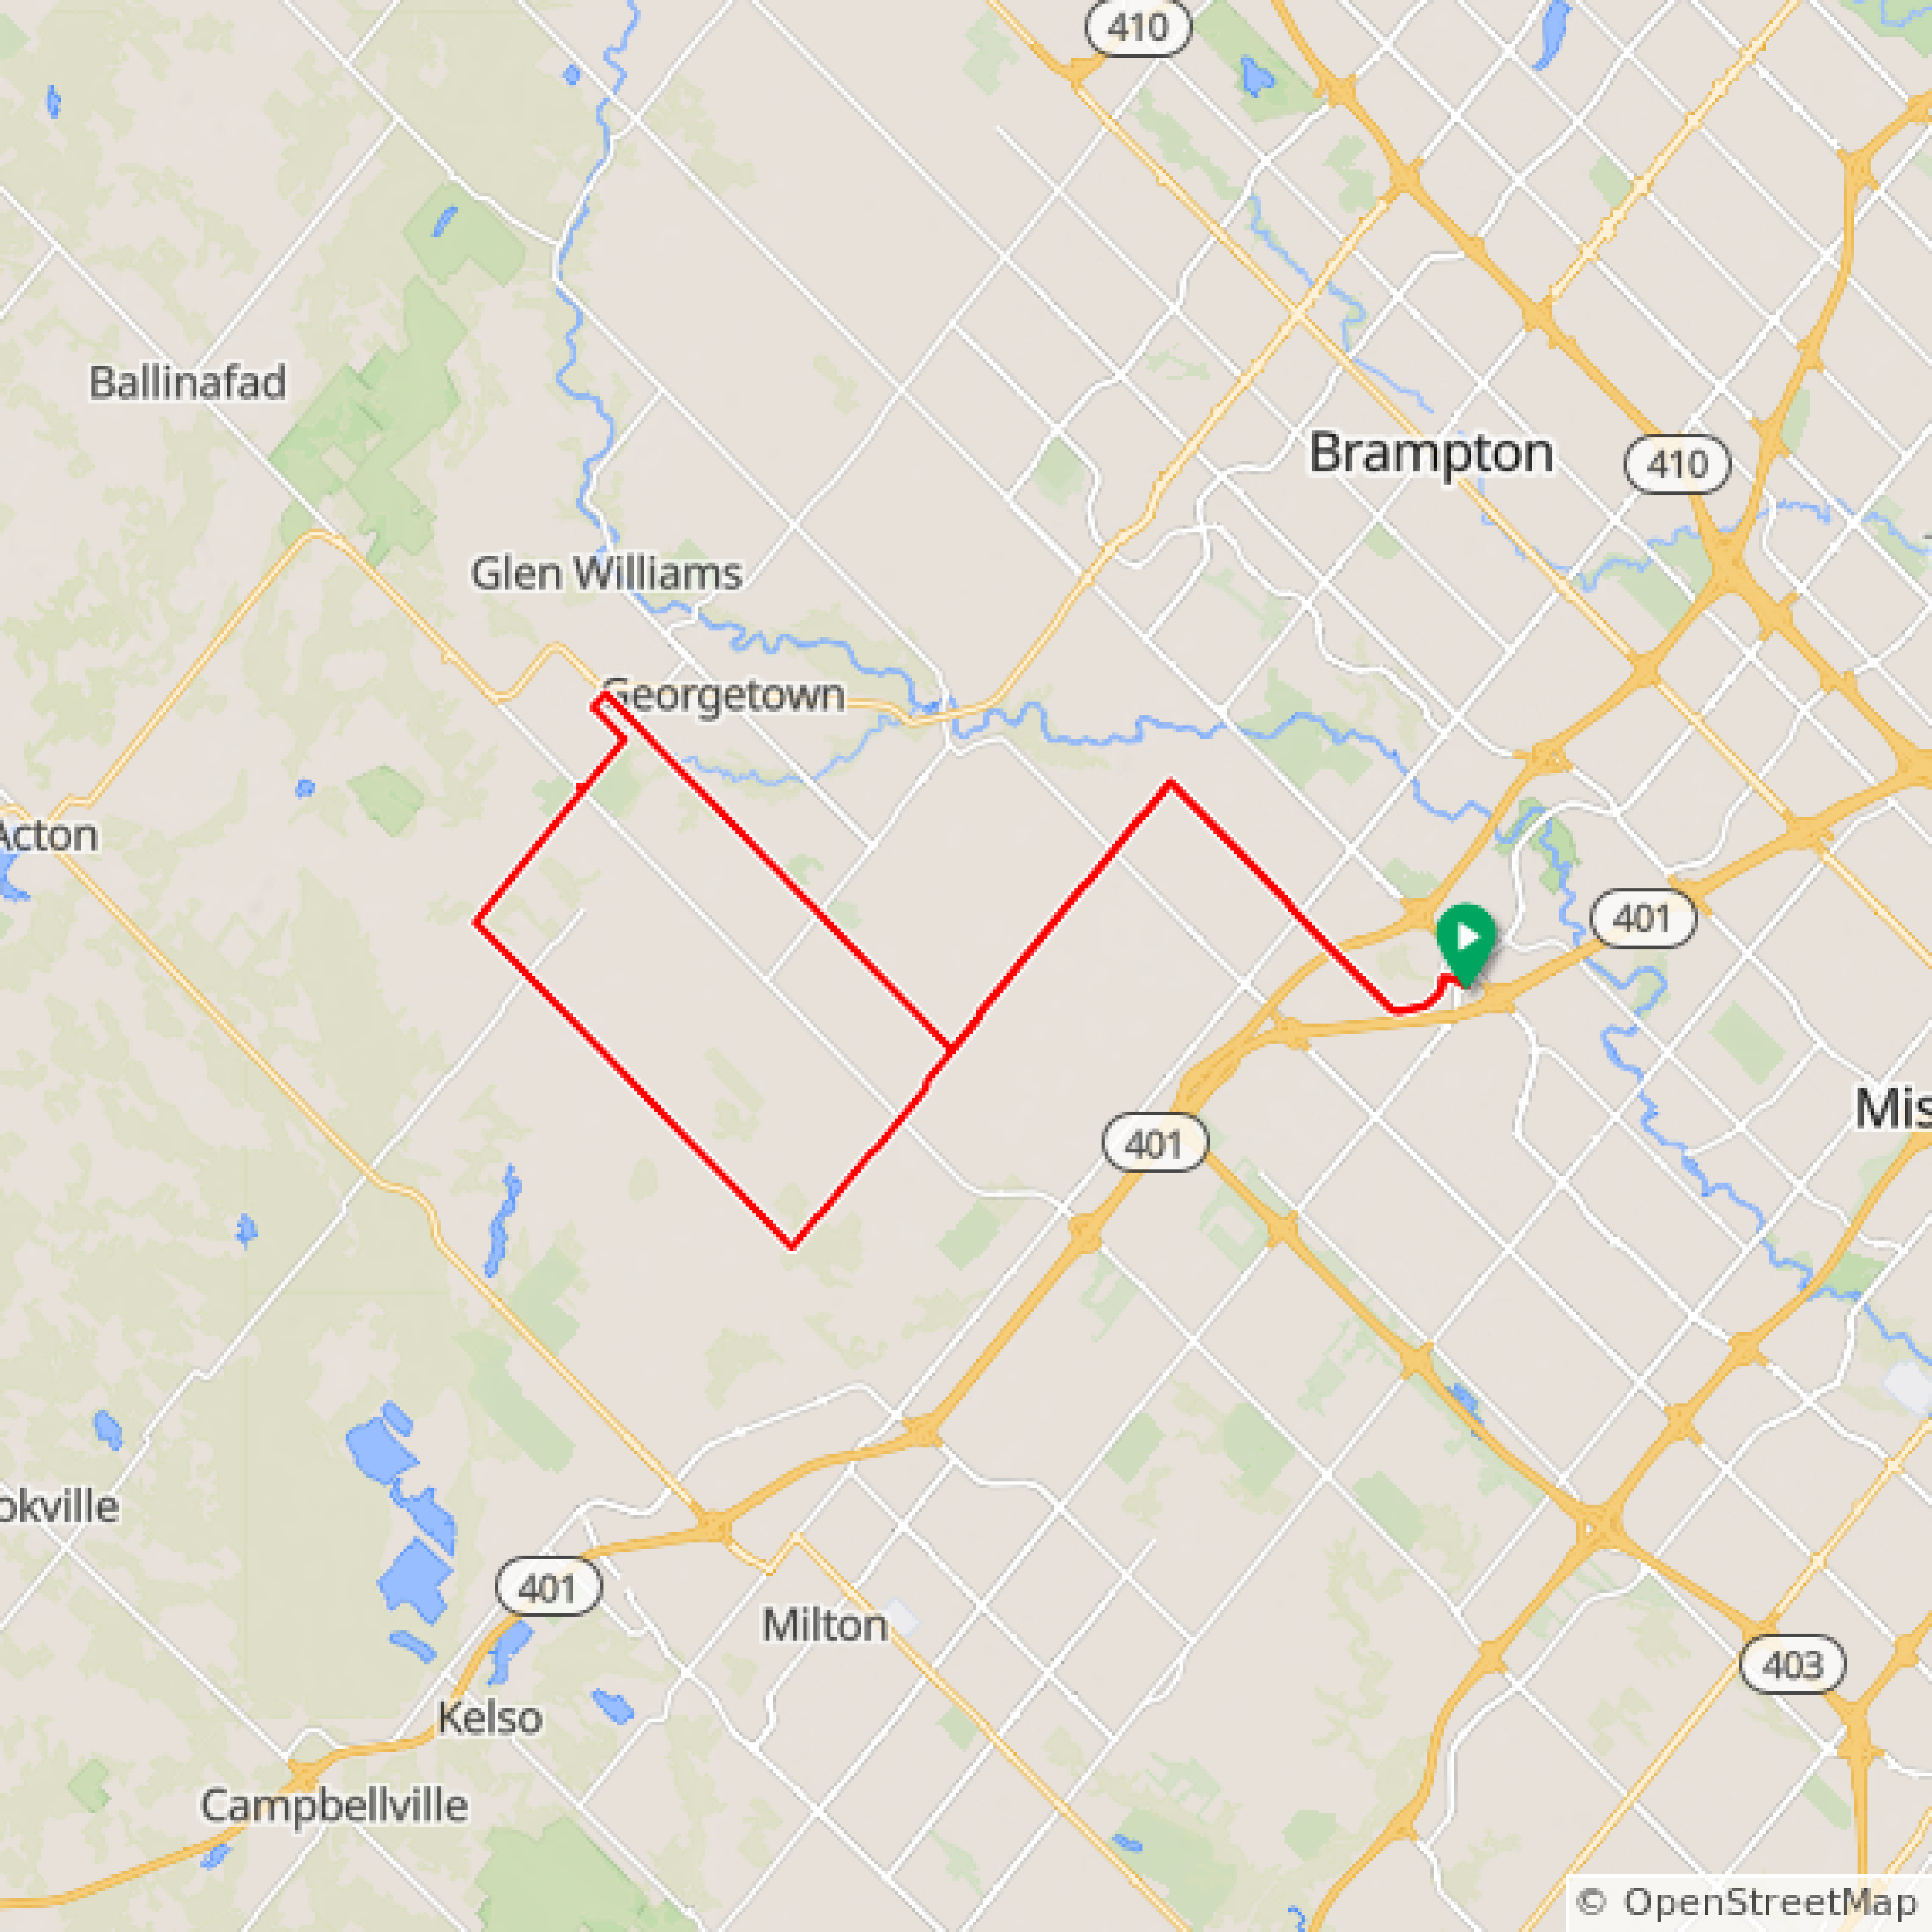 410
Ballinafad
Brampton
410
Glen Williams
Georgetown
Acton
401
Mis
401
okville
401
Milton
403
Kelso
Campbellville
© OpenStreetMap